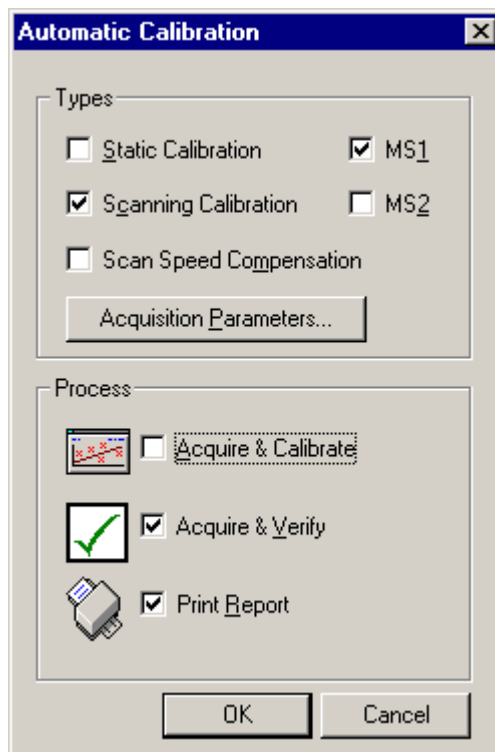 Automatic Calibration
Types
Static Calibration
MS1
Scanning Calibration
MS2
Scan Speed Compensation
Acquisition Parameters...
Process
Acquire & Calibrate
Acquire & Verify
Print Report
OK
Cancel